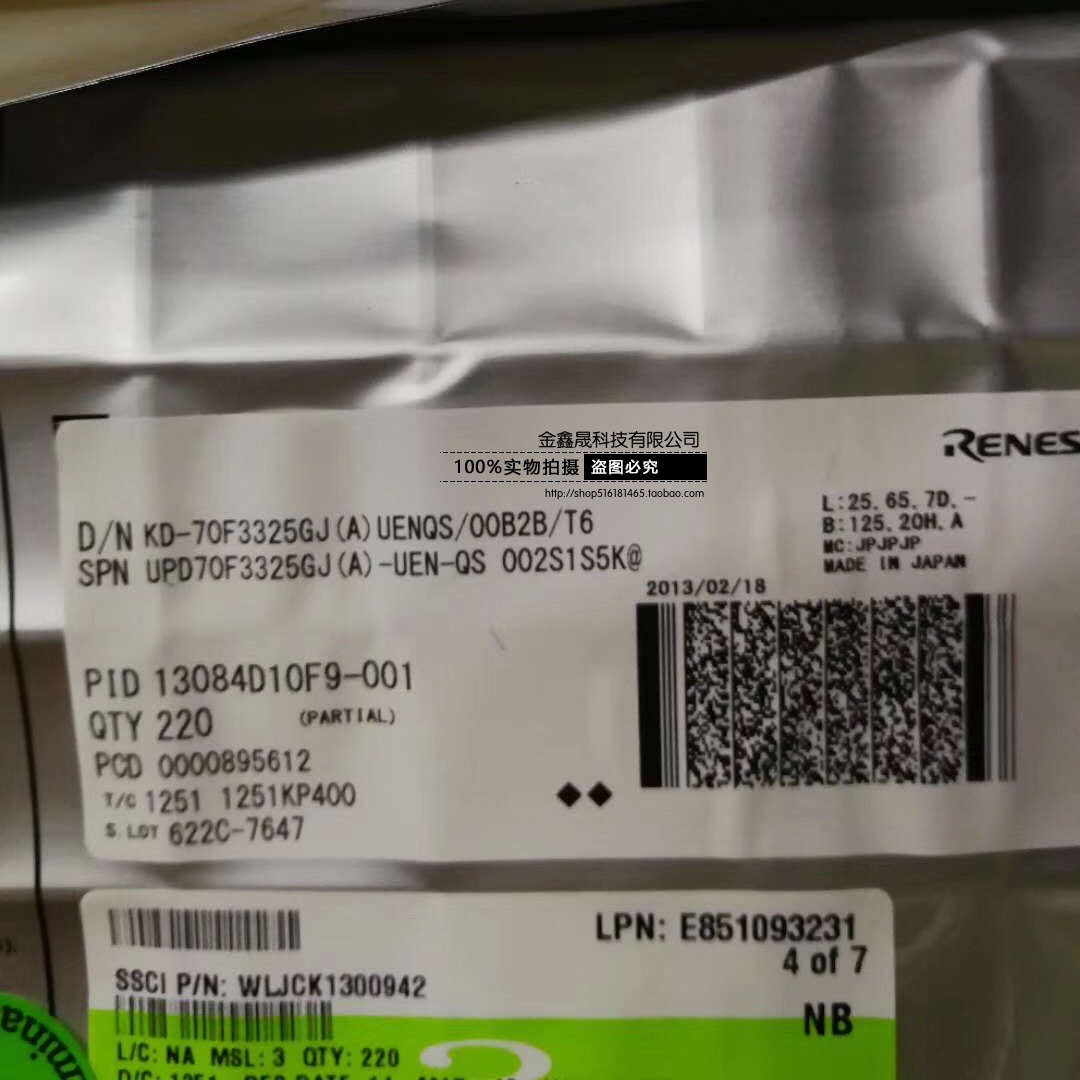 金鑫晟科技有限公司
100%实物拍摄 盗图必究
http://shop516181465.taobao.com
RENES
D/N KD-70F3325GJ(A)UENQS/00B2B/T6
SPN UPD70F3325GJ(A)-UEN-QS 002S1S5K@
L:25.65.7D.-
B:125.20H.A
MC:JPJPJP
MADE IN JAPAN
2013/02/18
PID 13084D10F9-001
QTY 220 (PARTIAL)
PCD 0000895612
T/C 1251 1251KP400
S.LOT 622C-7647
LPN: E851093231
4 of 7
SSCI P/N: WLJCK1300942
NB
L/C: NA MSL: 3 QTY: 220